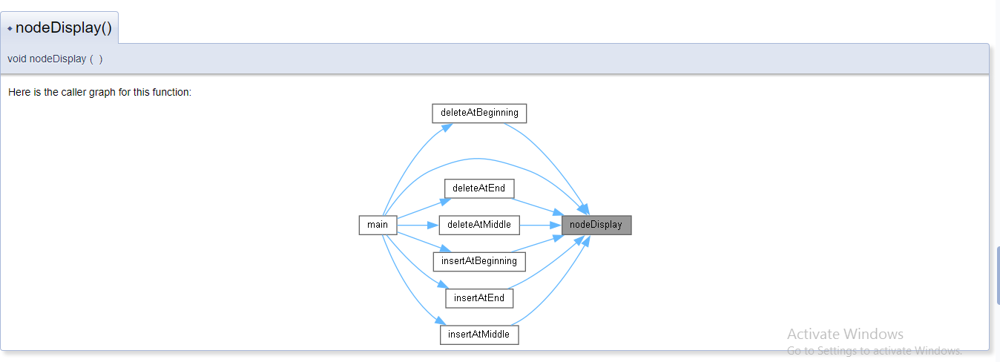 nodeDisplay()
void nodeDisplay ( )
Here is the caller graph for this function:
deleteAtBeginning
deleteAtEnd
main
deleteAtMiddle
nodeDisplay
insertAtBeginning
insertAtEnd
insertAtMiddle
Activate Windows
Go to Settings to activate Windows.